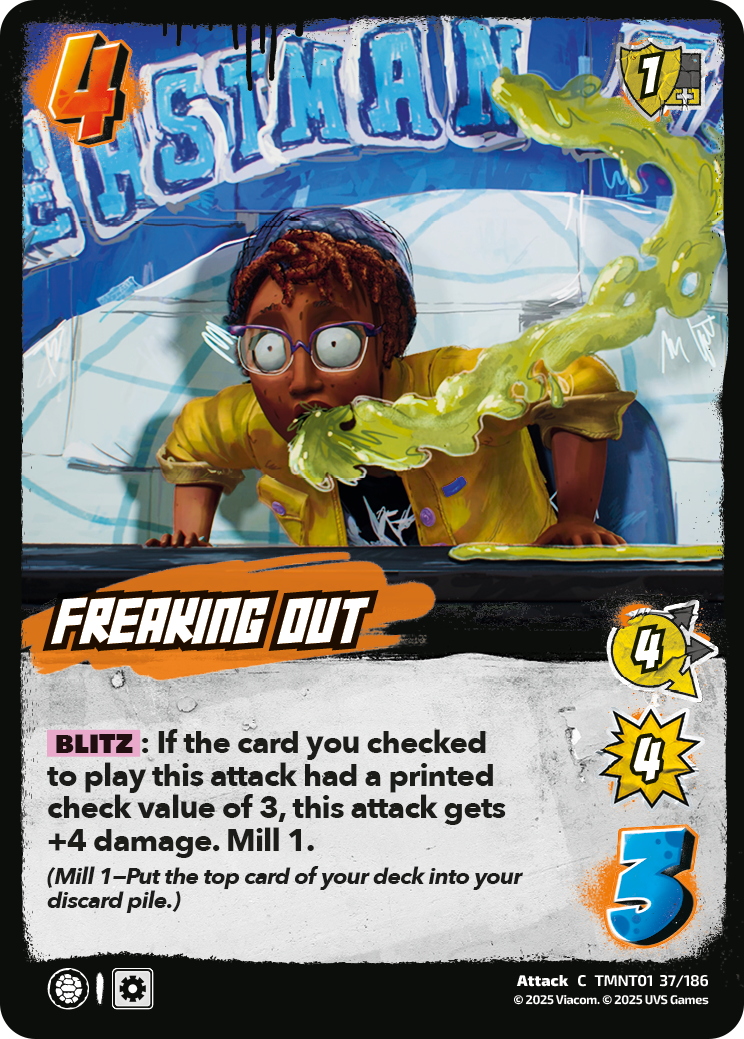 4
1
EASTMAN
FREAKING OUT
4
BLITZ: If the card you checked
to play this attack had a printed
check value of 3, this attack gets
+4 damage. Mill 1.
4
(Mill 1–Put the top card of your deck into your
discard pile.)
3
Attack C TMNT01 37/186
© 2025 Viacom. © 2025 UVS Games